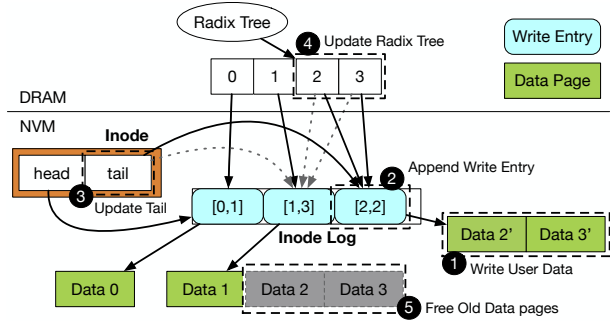 Radix Tree
4 Update Radix Tree
Write Entry
0 1 2 3
Data Page
DRAM
NVM
Inode
head tail
2 Append Write Entry
3 Update Tail
[0,1] [1,3] [2,2]
Inode Log
Data 2’ Data 3’
1 Write User Data
Data 0 Data 1 Data 2 Data 3
5 Free Old Data pages